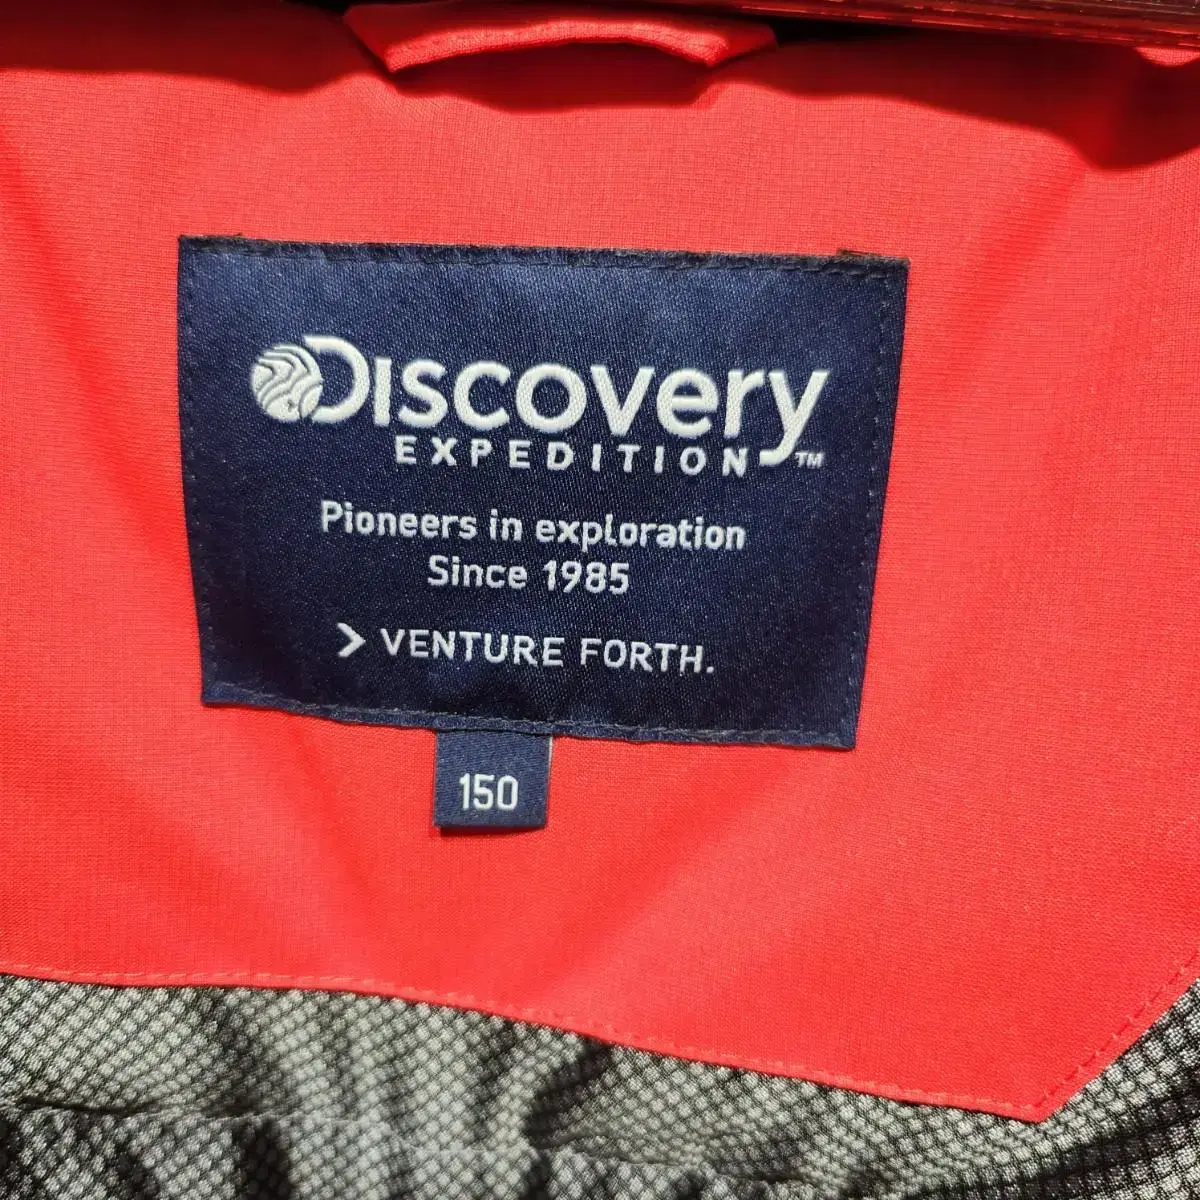 DISCOVERY
EXPEDITION™
Pioneers in exploration
Since 1985
> VENTURE FORTH.
150